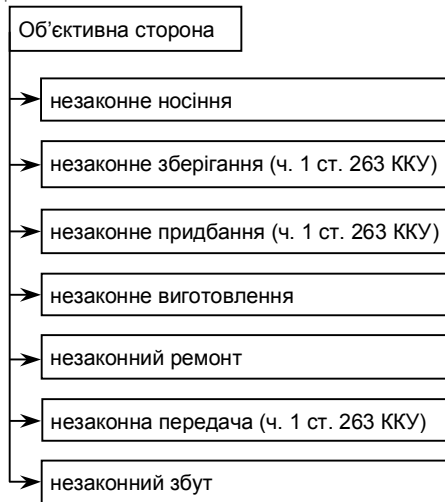 Об’єктивна сторона
незаконне носіння
незаконне зберігання (ч. 1 ст. 263 ККУ)
незаконне придбання (ч. 1 ст. 263 ККУ)
незаконне виготовлення
незаконний ремонт
незаконна передача (ч. 1 ст. 263 ККУ)
незаконний збут